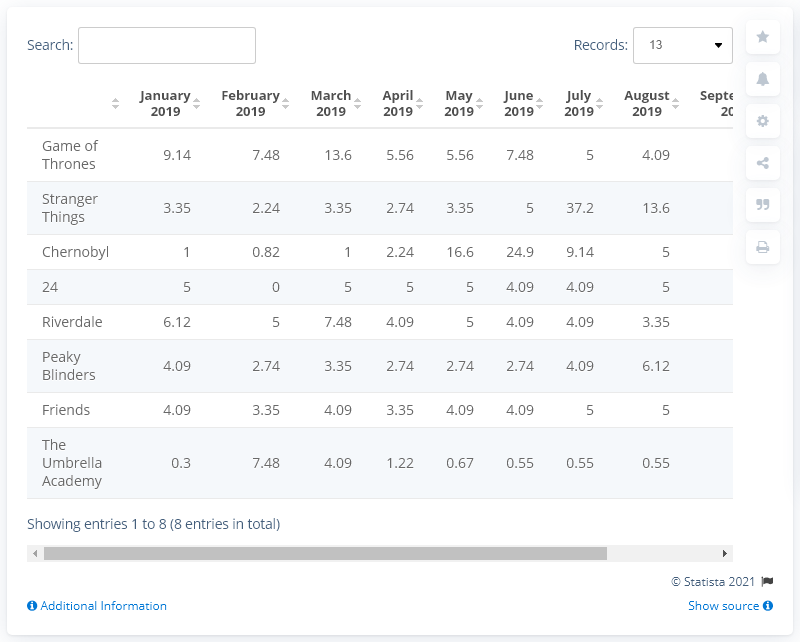 Search:
Records: 13
January 2019 February 2019 March 2019 April 2019 May 2019 June 2019 July 2019 August 2019
Game of Thrones 9.14 7.48 13.6 5.56 5.56 7.48 5 4.09
Stranger Things 3.35 2.24 3.35 2.74 3.35 5 37.2 13.6
Chernobyl 1 0.82 1 2.24 16.6 24.9 9.14 5
24 5 0 5 5 5 4.09 4.09 5
Riverdale 6.12 5 7.48 4.09 5 4.09 4.09 3.35
Peaky Blinders 4.09 2.74 3.35 2.74 2.74 2.74 4.09 6.12
Friends 4.09 3.35 4.09 3.35 4.09 4.09 5 5
The Umbrella Academy 0.3 7.48 4.09 1.22 0.67 0.55 0.55 0.55
Showing entries 1 to 8 (8 entries in total)
© Statista 2021
Additional Information
Show source